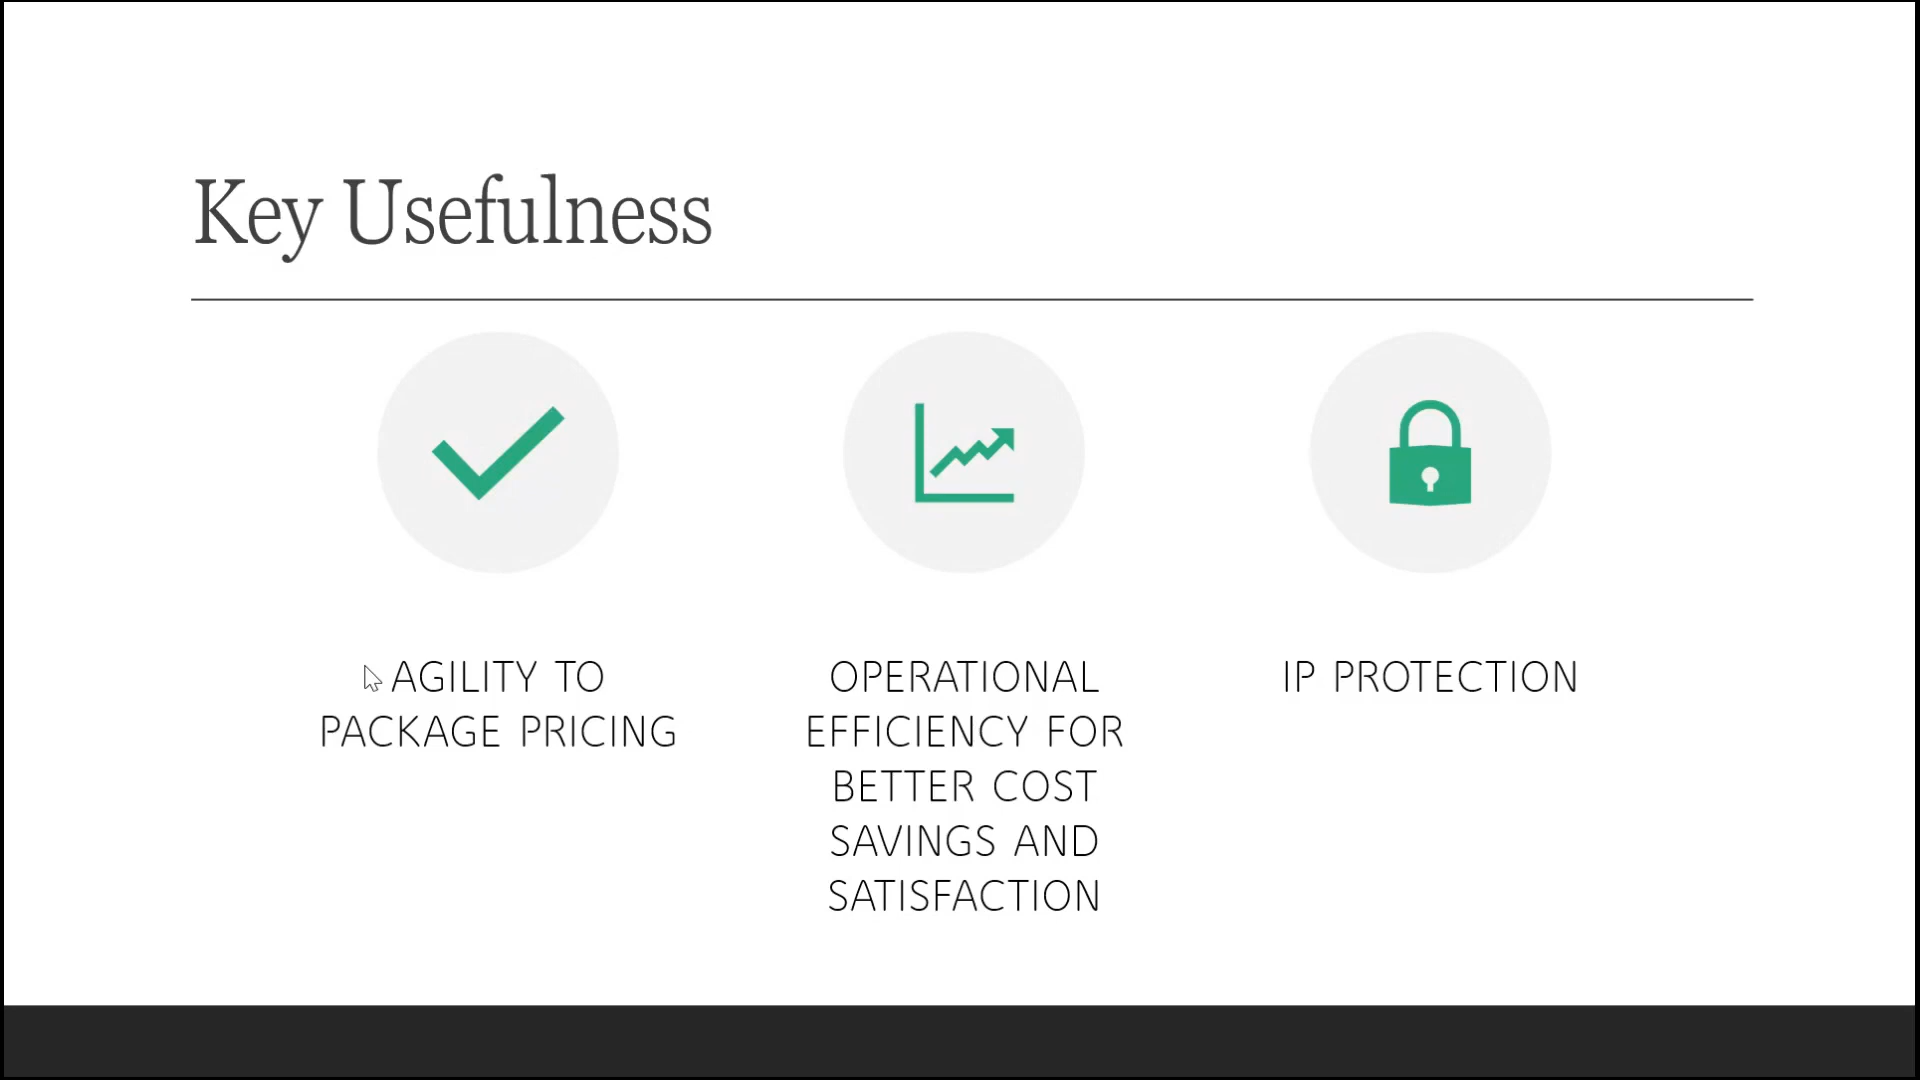 Key Usefulness
AGILITY TO
PACKAGE PRICING
OPERATIONAL
EFFICIENCY FOR
BETTER COST
SAVINGS AND
SATISFACTION
IP PROTECTION